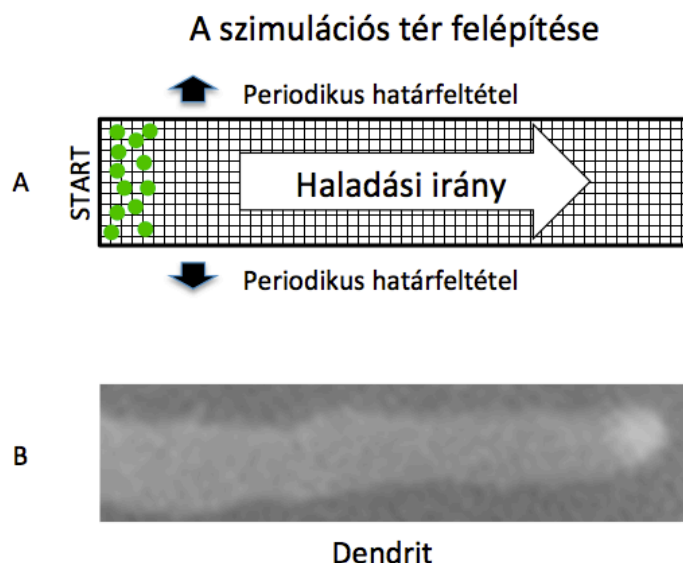 A szimulációs tér felépítése
Periodikus határfeltétel
A
START
Haladási irány
Periodikus határfeltétel
B
Dendrit